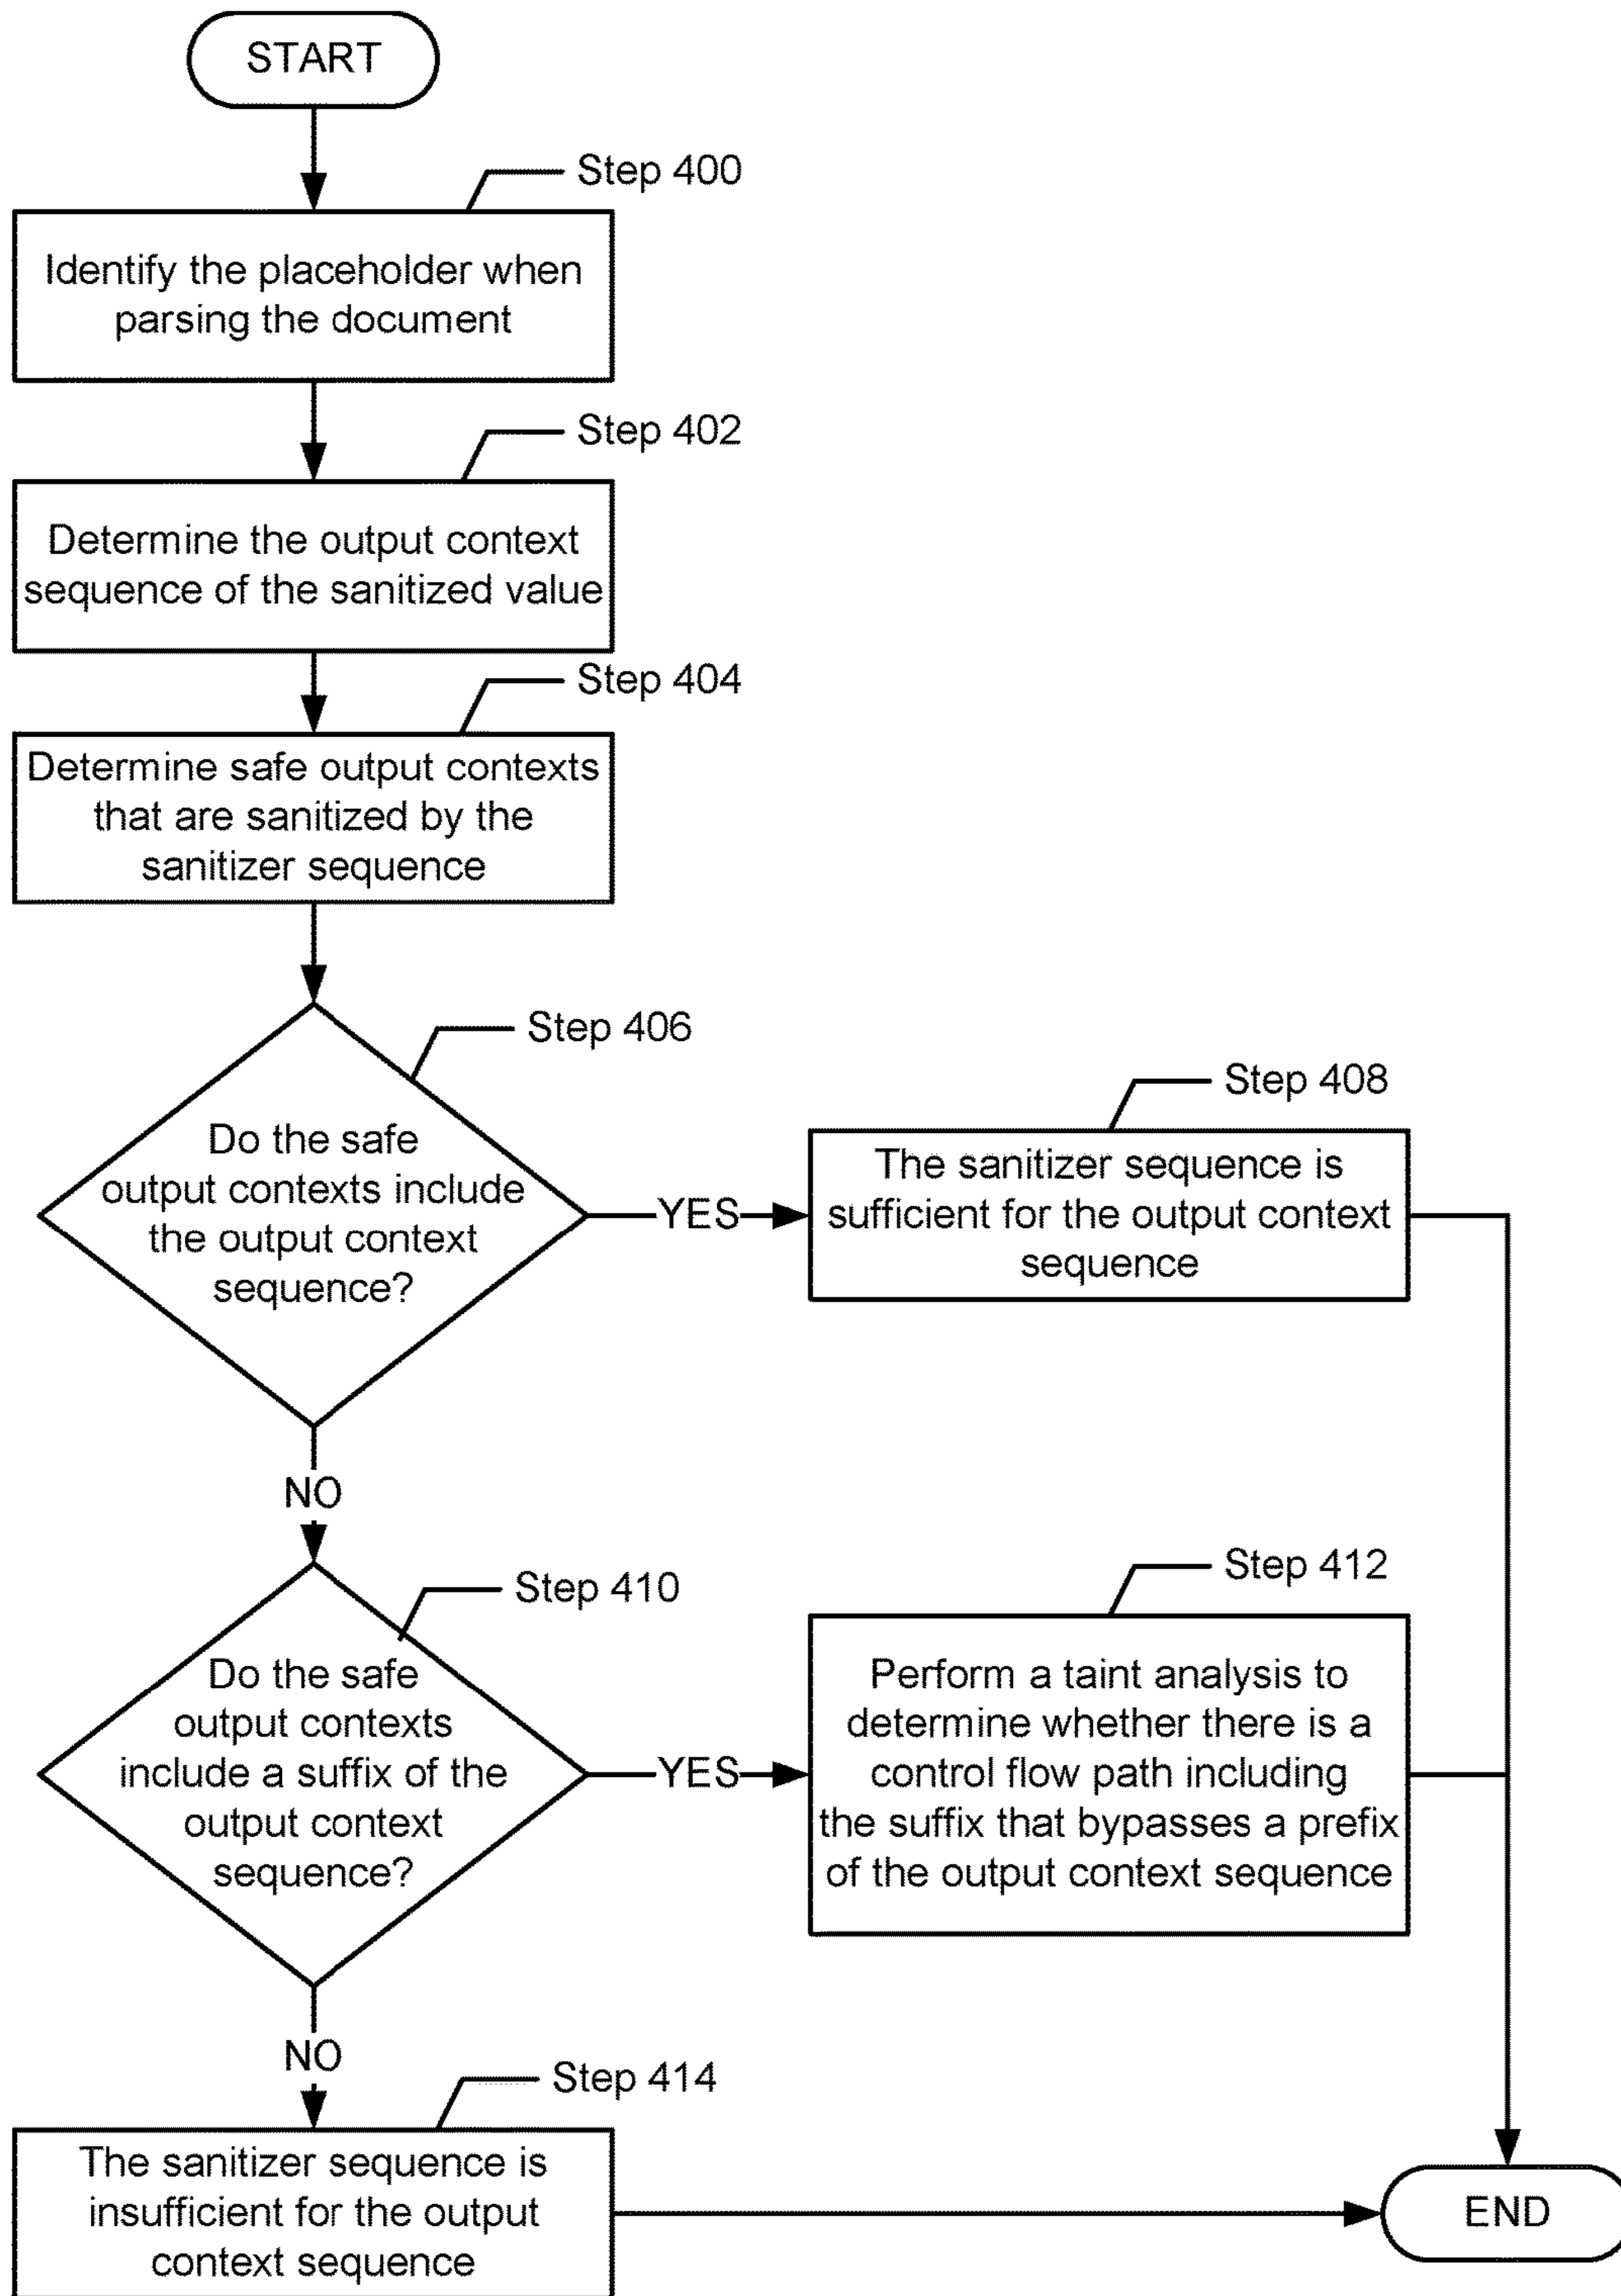 START
Step 400
Identify the placeholder when
parsing the document
Step 402
Determine the output context
sequence of the sanitized value
Step 404
Determine safe output contexts
that are sanitized by the
sanitizer sequence
Step 406
Do the safe
output contexts include
the output context
sequence?
YES
Step 408
The sanitizer sequence is
sufficient for the output context
sequence
NO
Step 410
Do the safe
output contexts
include a suffix of the
output context
sequence?
YES
Step 412
Perform a taint analysis to
determine whether there is a
control flow path including
the suffix that bypasses a prefix
of the output context sequence
NO
Step 414
The sanitizer sequence is
insufficient for the output
context sequence
END